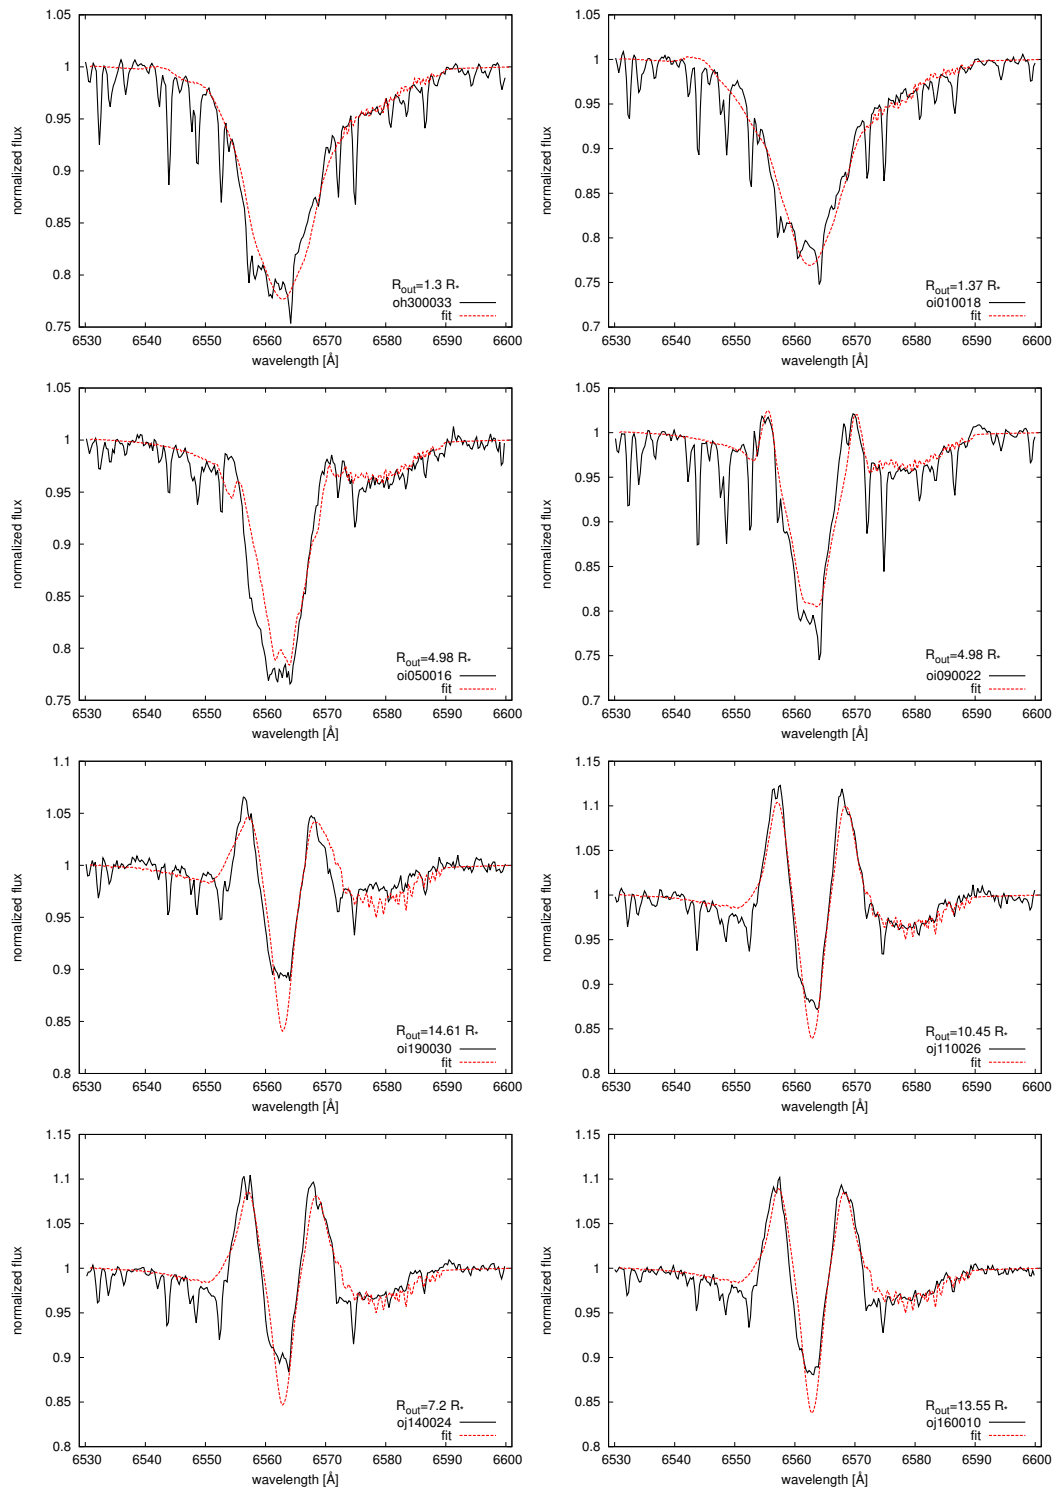 1.05
1
0.95
0.9
0.85
0.8
0.75
6530 6540 6550 6560 6570 6580 6590 6600
normalized flux
wavelength [Å]
R_out=1.3 R_*
oh300033
fit
1.05
1
0.95
0.9
0.85
0.8
0.75
0.7
6530 6540 6550 6560 6570 6580 6590 6600
normalized flux
wavelength [Å]
R_out=1.37 R_*
oi010018
fit
1.05
1
0.95
0.9
0.85
0.8
0.75
6530 6540 6550 6560 6570 6580 6590 6600
normalized flux
wavelength [Å]
R_out=4.98 R_*
oi050016
fit
1.05
1
0.95
0.9
0.85
0.8
0.75
0.7
6530 6540 6550 6560 6570 6580 6590 6600
normalized flux
wavelength [Å]
R_out=4.98 R_*
oi090022
fit
1.1
1.05
1
0.95
0.9
0.85
0.8
6530 6540 6550 6560 6570 6580 6590 6600
normalized flux
wavelength [Å]
R_out=14.61 R_*
oi190030
fit
1.15
1.1
1.05
1
0.95
0.9
0.85
0.8
6530 6540 6550 6560 6570 6580 6590 6600
normalized flux
wavelength [Å]
R_out=10.45 R_*
oj110026
fit
1.15
1.1
1.05
1
0.95
0.9
0.85
0.8
6530 6540 6550 6560 6570 6580 6590 6600
normalized flux
wavelength [Å]
R_out=7.2 R_*
oj140024
fit
1.15
1.1
1.05
1
0.95
0.9
0.85
0.8
6530 6540 6550 6560 6570 6580 6590 6600
normalized flux
wavelength [Å]
R_out=13.55 R_*
oj160010
fit